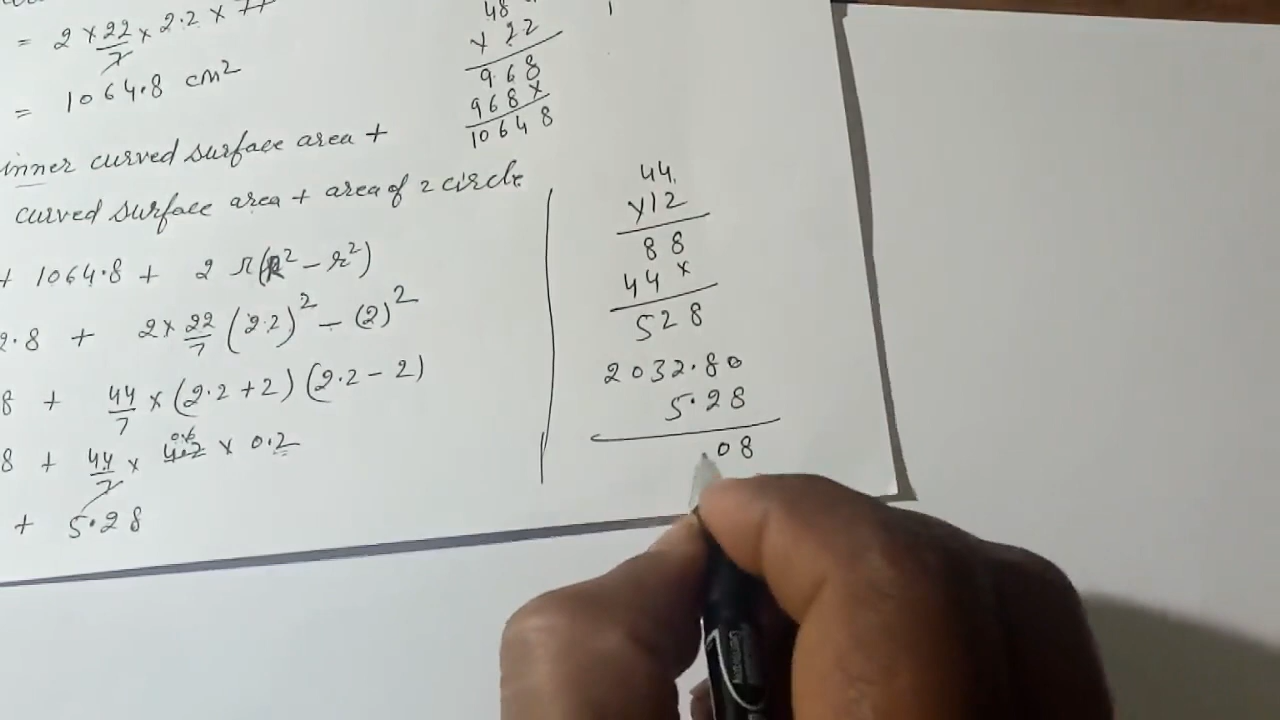 = 2 × 22/7 × 2.2 × 77
= 1064.8 cm2
inner curved surface area +
curved surface area + area of 2 circle.
+ 1064.8 + 2 π(R2 - r2)
2.8 + 2 × 22/7 (2.2)2 - (2)2
8 + 44/7 × (2.2 + 2) (2.2 - 2)
0.6
8 + 44/7 × 4.2 × 0.2
+ 5.28
48
× 22
968
968×
10648
44
×12
88
44×
528
2032.80
5.28
.08